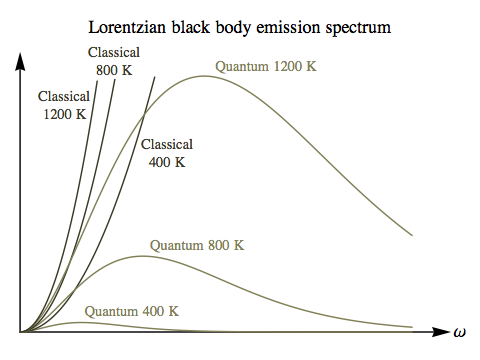 Lorentzian black body emission spectrum
Classical
800 K
Quantum 1200 K
Classical
1200 K
Classical
400 K
Quantum 800 K
Quantum 400 K
ω